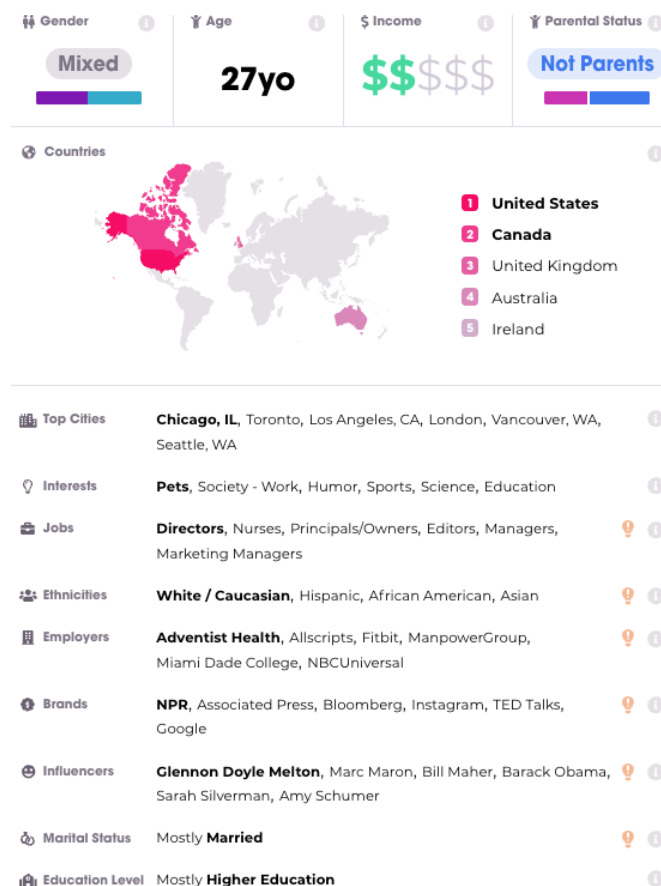 Gender
Age
$ Income
Parental Status
Mixed
27yo
$$$$$
Not Parents
Countries
1 United States
2 Canada
3 United Kingdom
4 Australia
5 Ireland
Top Cities
Chicago, IL, Toronto, Los Angeles, CA, London, Vancouver, WA,
Seattle, WA
Interests
Pets, Society - Work, Humor, Sports, Science, Education
Jobs
Directors, Nurses, Principals/Owners, Editors, Managers,
Marketing Managers
Ethnicities
White / Caucasian, Hispanic, African American, Asian
Employers
Adventist Health, Allscripts, Fitbit, ManpowerGroup,
Miami Dade College, NBCUniversal
Brands
NPR, Associated Press, Bloomberg, Instagram, TED Talks,
Google
Influencers
Glennon Doyle Melton, Marc Maron, Bill Maher, Barack Obama,
Sarah Silverman, Amy Schumer
Marital Status
Mostly Married
Education Level
Mostly Higher Education